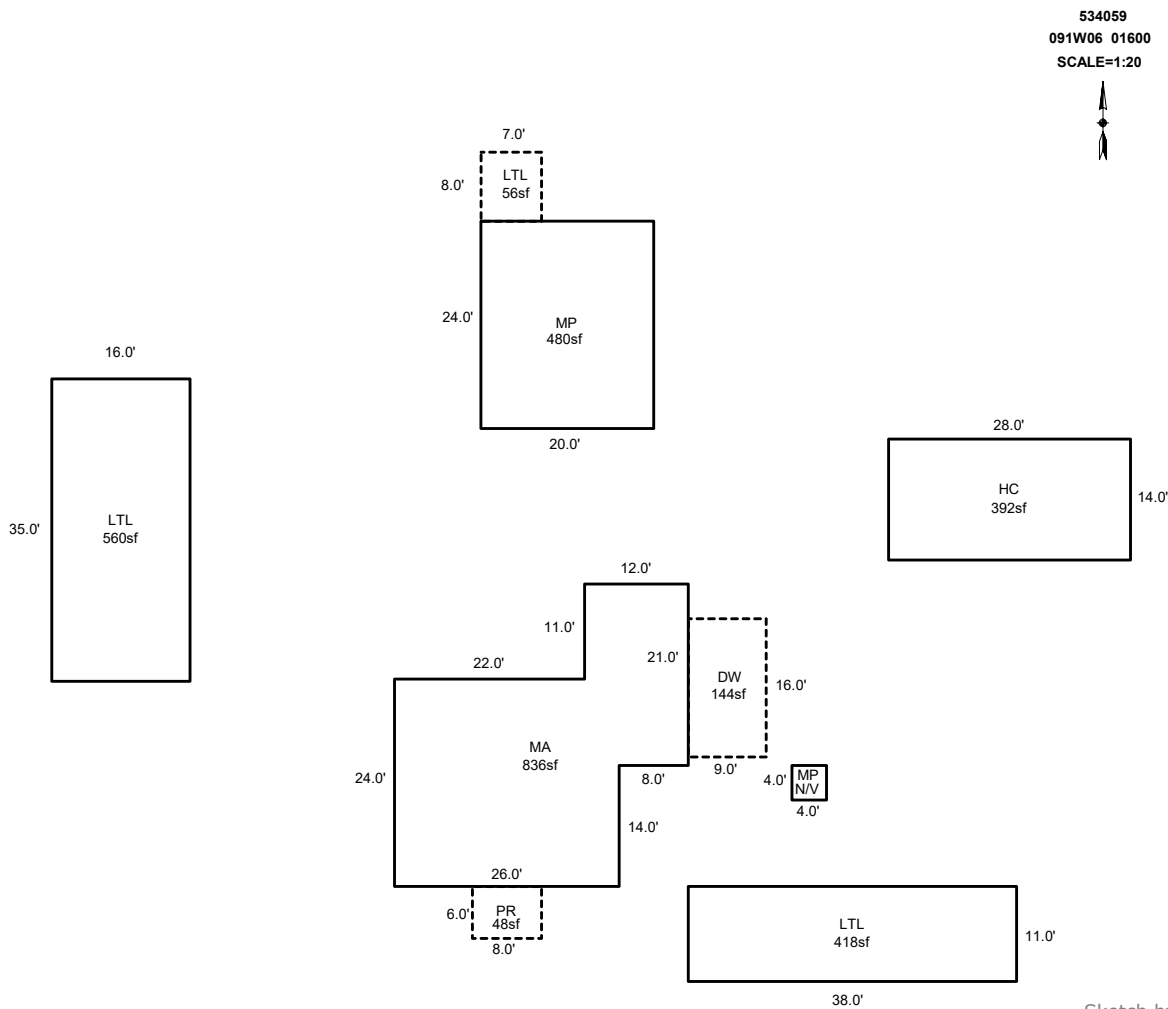 534059
091W06 01600
SCALE=1:20
7.0'
8.0'
LTL
56sf
24.0'
MP
480sf
20.0'
16.0'
35.0'
LTL
560sf
28.0'
HC
392sf
14.0'
12.0'
11.0'
22.0'
21.0'
DW
144sf
16.0'
9.0'
MA
836sf
24.0'
8.0'
4.0'
MP
N/V
4.0'
14.0'
26.0'
6.0'
PR
48sf
8.0'
LTL
418sf
11.0'
38.0'